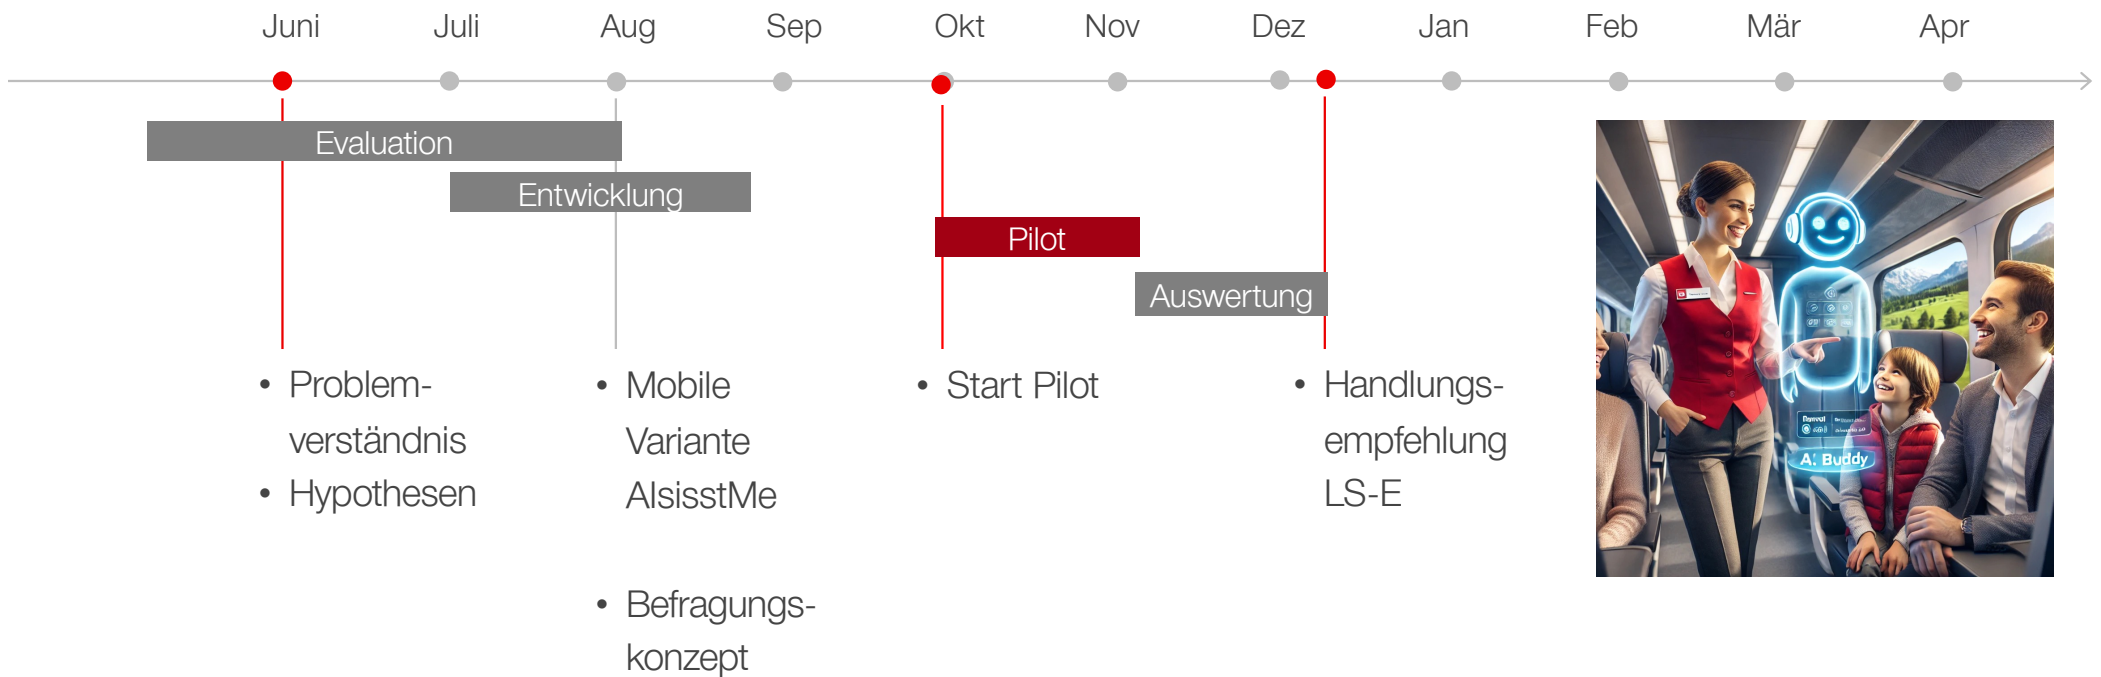 Juni Juli Aug Sep Okt Nov Dez Jan Feb Mär Apr
Evaluation
Entwicklung
Pilot
Auswertung
• Problem-
verständnis
• Hypothesen
• Mobile
Variante
AIsisstMe
• Befragungs-
konzept
• Start Pilot
• Handlungs-
empfehlung
LS-E
A. Buddy